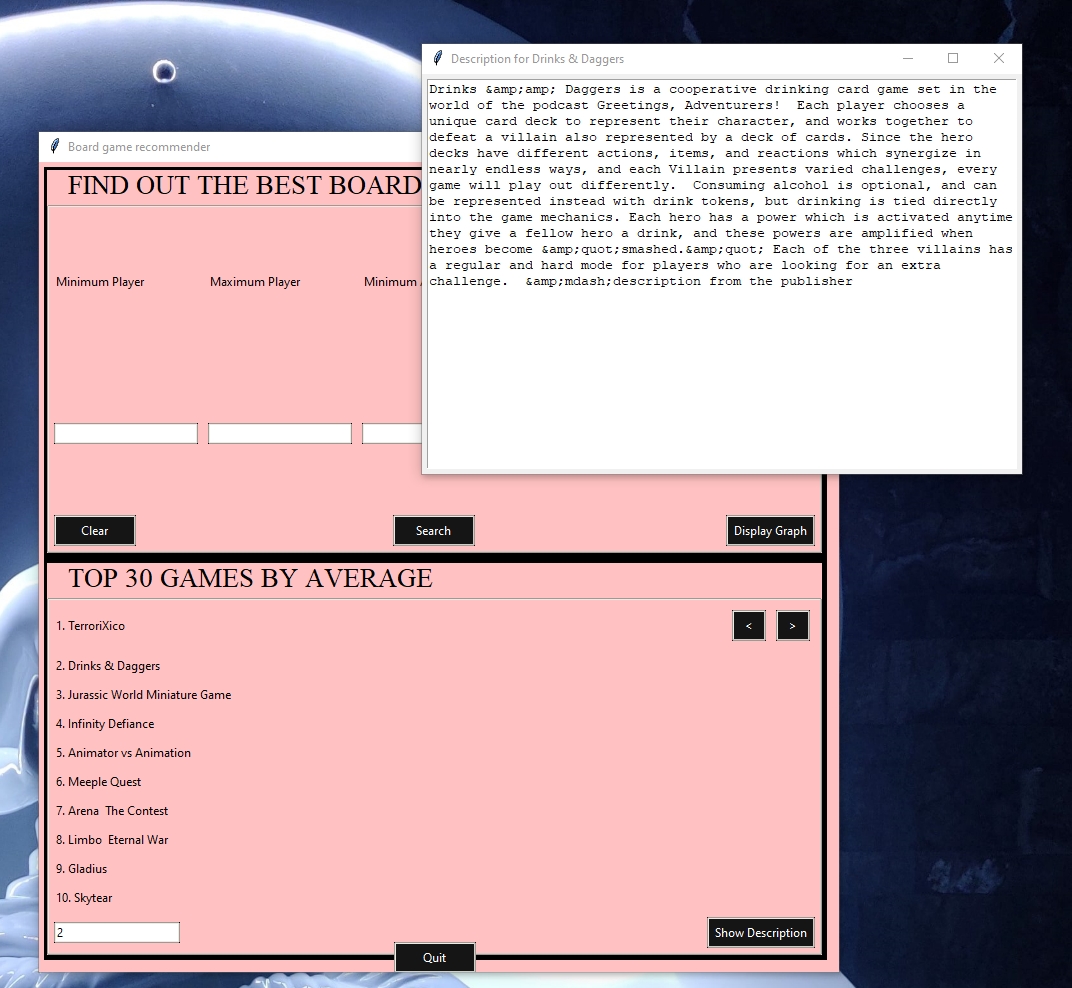 Description for Drinks & Daggers
Drinks &amp;amp; Daggers is a cooperative drinking card game set in the
world of the podcast Greetings, Adventurers!  Each player chooses a
unique card deck to represent their character, and works together to
defeat a villain also represented by a deck of cards. Since the hero
decks have different actions, items, and reactions which synergize in
nearly endless ways, and each Villain presents varied challenges, every
game will play out differently.  Consuming alcohol is optional, and can
be represented instead with drink tokens, but drinking is tied directly
into the game mechanics. Each hero has a power which is activated anytime
they give a fellow hero a drink, and these powers are amplified when
heroes become &amp;quot;smashed.&amp;quot; Each of the three villains has
a regular and hard mode for players who are looking for an extra
challenge.  &amp;mdash;description from the publisher
Board game recommender
FIND OUT THE BEST BOARD
Minimum Player
Maximum Player
Minimum
Clear
Search
Display Graph
TOP 30 GAMES BY AVERAGE
1. TerroriXico
< >
2. Drinks & Daggers
3. Jurassic World Miniature Game
4. Infinity Defiance
5. Animator vs Animation
6. Meeple Quest
7. Arena  The Contest
8. Limbo  Eternal War
9. Gladius
10. Skytear
2
Show Description
Quit